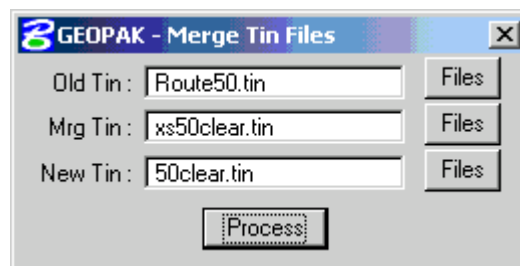 GEOPAK - Merge Tin Files
Old Tin : Route50.tin Files
Mrg Tin : xs50clear.tin Files
New Tin : 50clear.tin Files
Process